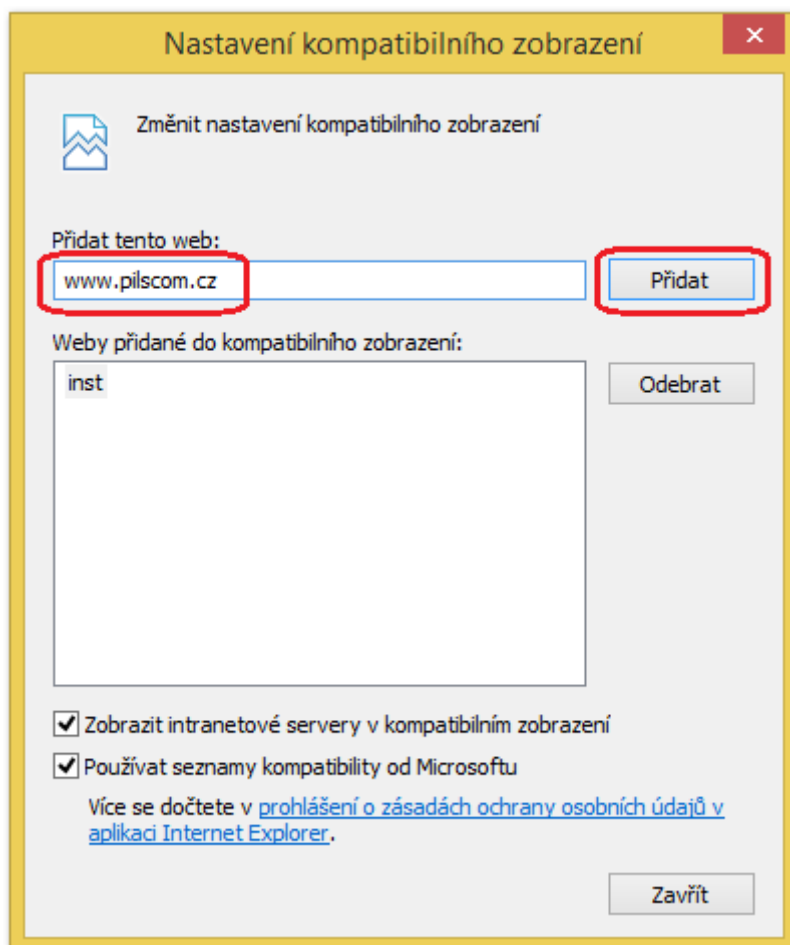 Nastavení kompatibilního zobrazení
Změnit nastavení kompatibilního zobrazení
Přidat tento web:
www.pilscom.cz
Přidat
Weby přidané do kompatibilního zobrazení:
inst
Odebrat
Zobrazit intranetové servery v kompatibilním zobrazení
Používat seznamy kompatibility od Microsoftu
Více se dočtete v prohlášení o zásadách ochrany osobních údajů v
aplikaci Internet Explorer.
Zavřít